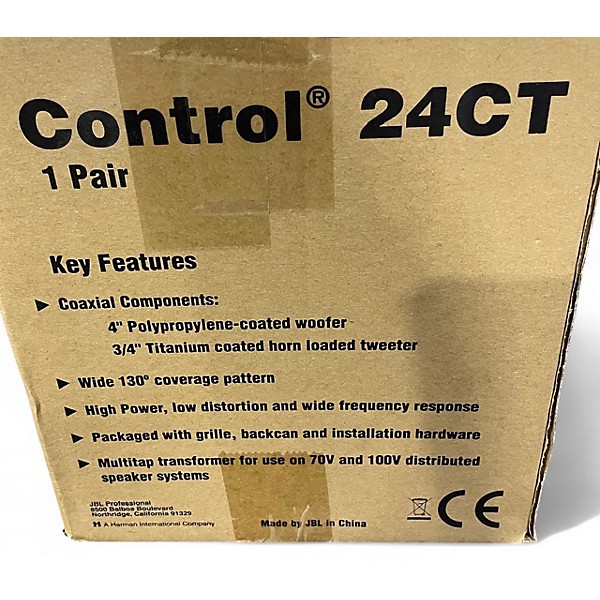 Control® 24CT
1 Pair
Key Features
► Coaxial Components:
4" Polypropylene-coated woofer
3/4" Titanium coated horn loaded tweeter
► Wide 130º coverage pattern
► High Power, low distortion and wide frequency response
► Packaged with grille, backcan and installation hardware
► Multitap transformer for use on 70V and 100V distributed
speaker systems
JBL Professional
8500 Balboa Boulevard
Northridge, California 91329
A Harman International Company
Made by JBL in China
CE